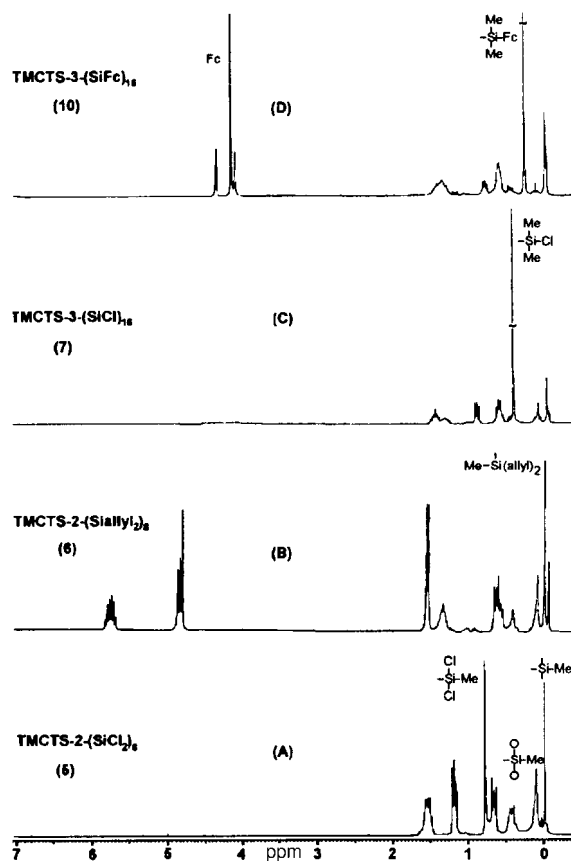 Me
-Si-Fc
Me
Fc
TMCTS-3-(SiFc)16
(10)
(D)
Me
-Si-Cl
Me
TMCTS-3-(SiCl)16
(7)
(C)
Me-Si(allyl)2
TMCTS-2-(Siallyl2)8
(6)
(B)
Cl
-Si-Me
Cl
-Si-Me
O
-Si-Me
O
TMCTS-2-(SiCl2)8
(5)
(A)
7 6 5 4 3 ppm 2 1 0